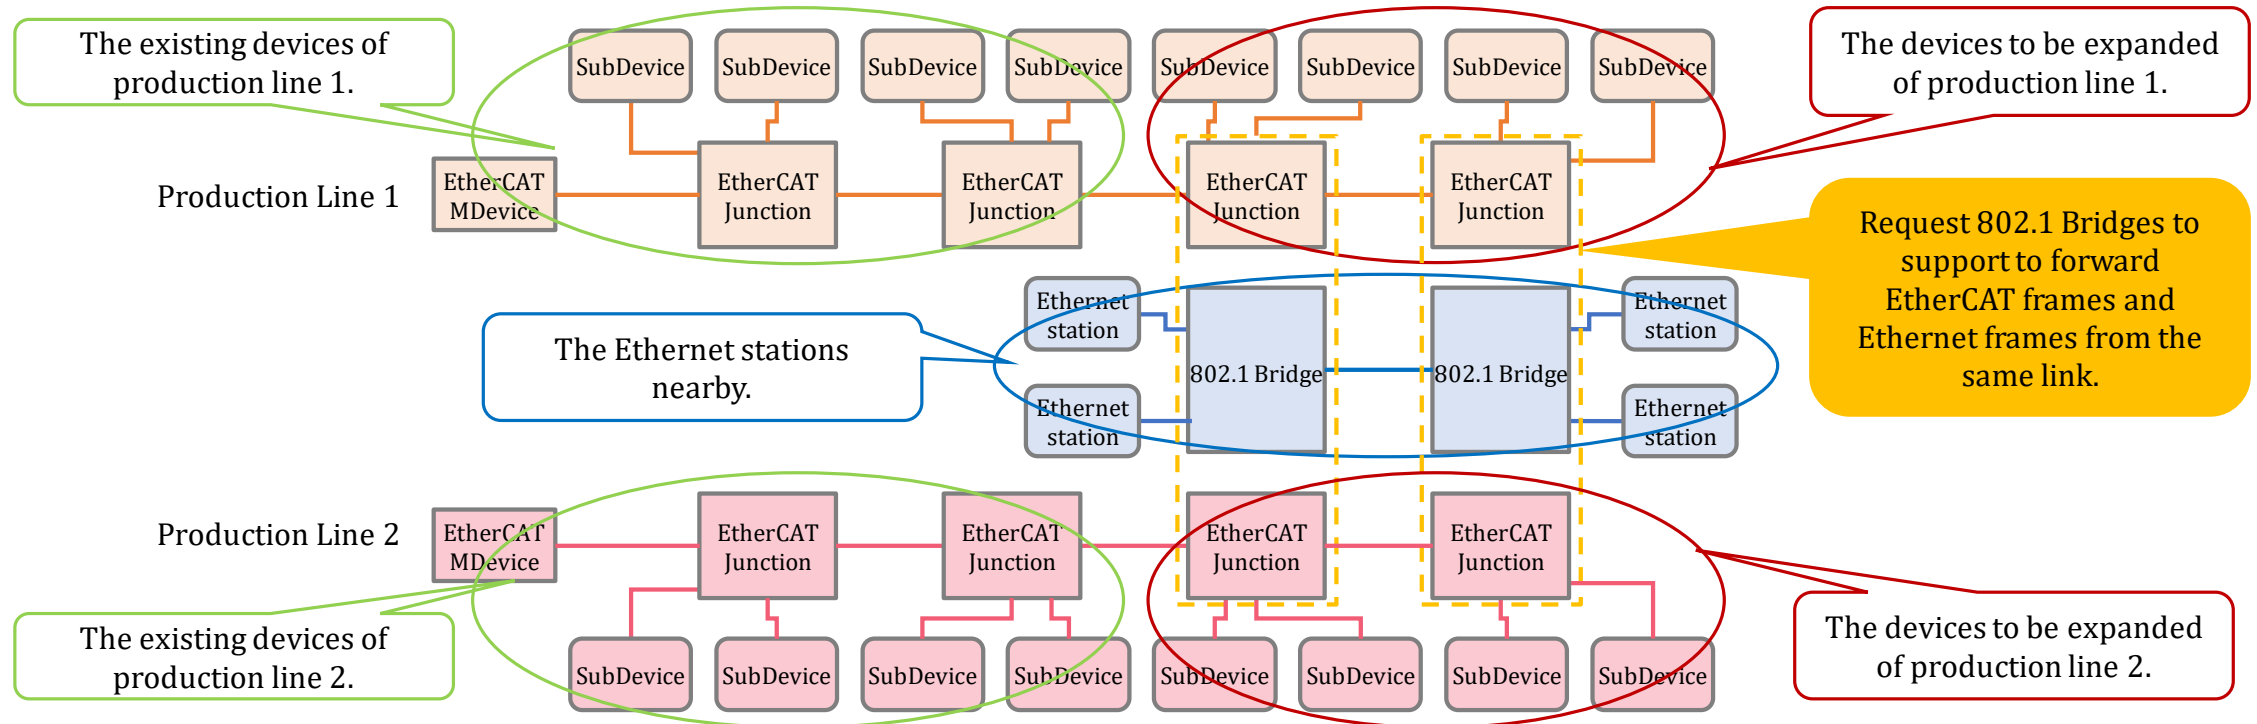 The existing devices of
production line 1.
SubDevice
SubDevice
SubDevice
SubDevice
SubDevice
SubDevice
SubDevice
SubDevice
The devices to be expanded
of production line 1.
Production Line 1
EtherCAT
MDevice
EtherCAT
Junction
EtherCAT
Junction
EtherCAT
Junction
EtherCAT
Junction
Request 802.1 Bridges to
support to forward
EtherCAT frames and
Ethernet frames from the
same link.
The Ethernet stations
nearby.
Ethernet
station
Ethernet
station
802.1 Bridge
802.1 Bridge
Ethernet
station
Ethernet
station
Production Line 2
EtherCAT
MDevice
EtherCAT
Junction
EtherCAT
Junction
EtherCAT
Junction
EtherCAT
Junction
The existing devices of
production line 2.
SubDevice
SubDevice
SubDevice
SubDevice
SubDevice
SubDevice
SubDevice
SubDevice
The devices to be expanded
of production line 2.